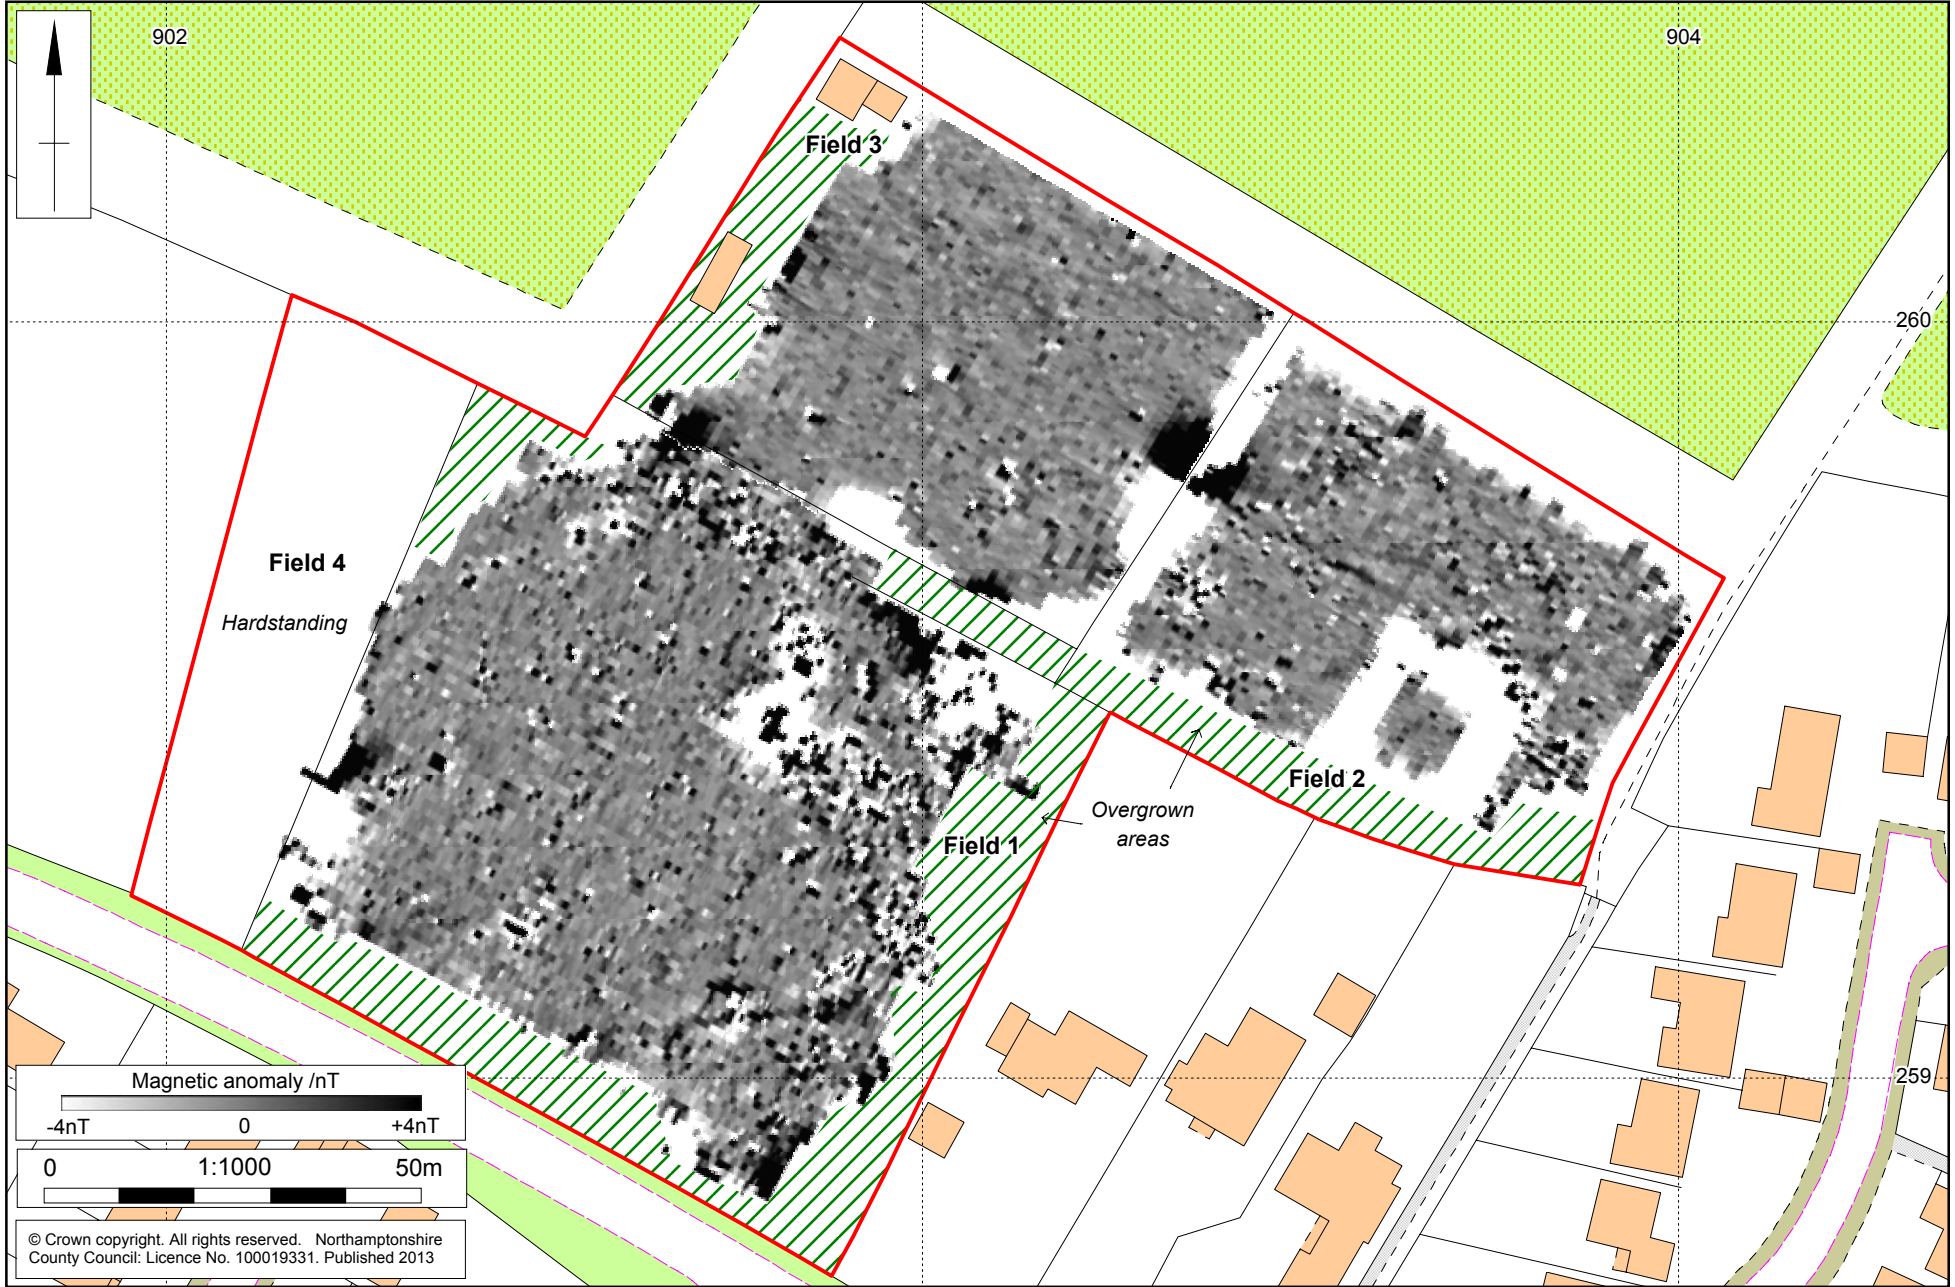 902
904
Field 3
260
Field 4
Hardstanding
Field 2
Overgrown
areas
Field 1
259
Magnetic anomaly /nT
-4nT 0 +4nT
0 1:1000 50m
© Crown copyright. All rights reserved. Northamptonshire
County Council: Licence No. 100019331. Published 2013